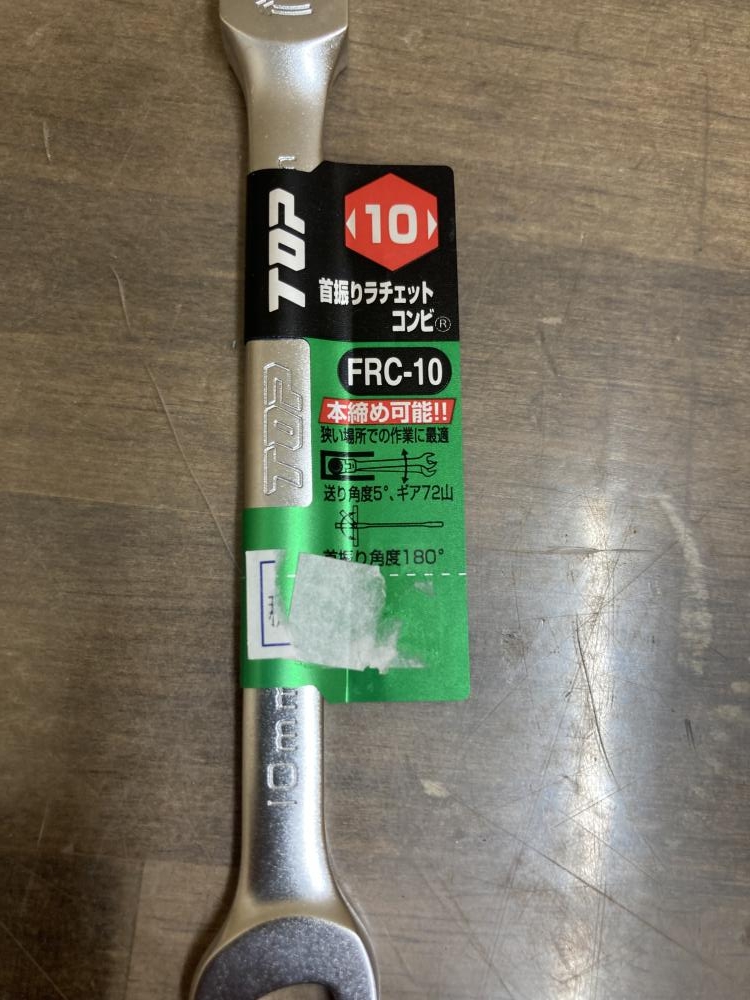 TOP
10
首振りラチェット
コンビ®
FRC-10
TOP
本締め可能!!
狭い場所での作業に最適
送り角度5°、ギア72山
首振り角度180°
10mm